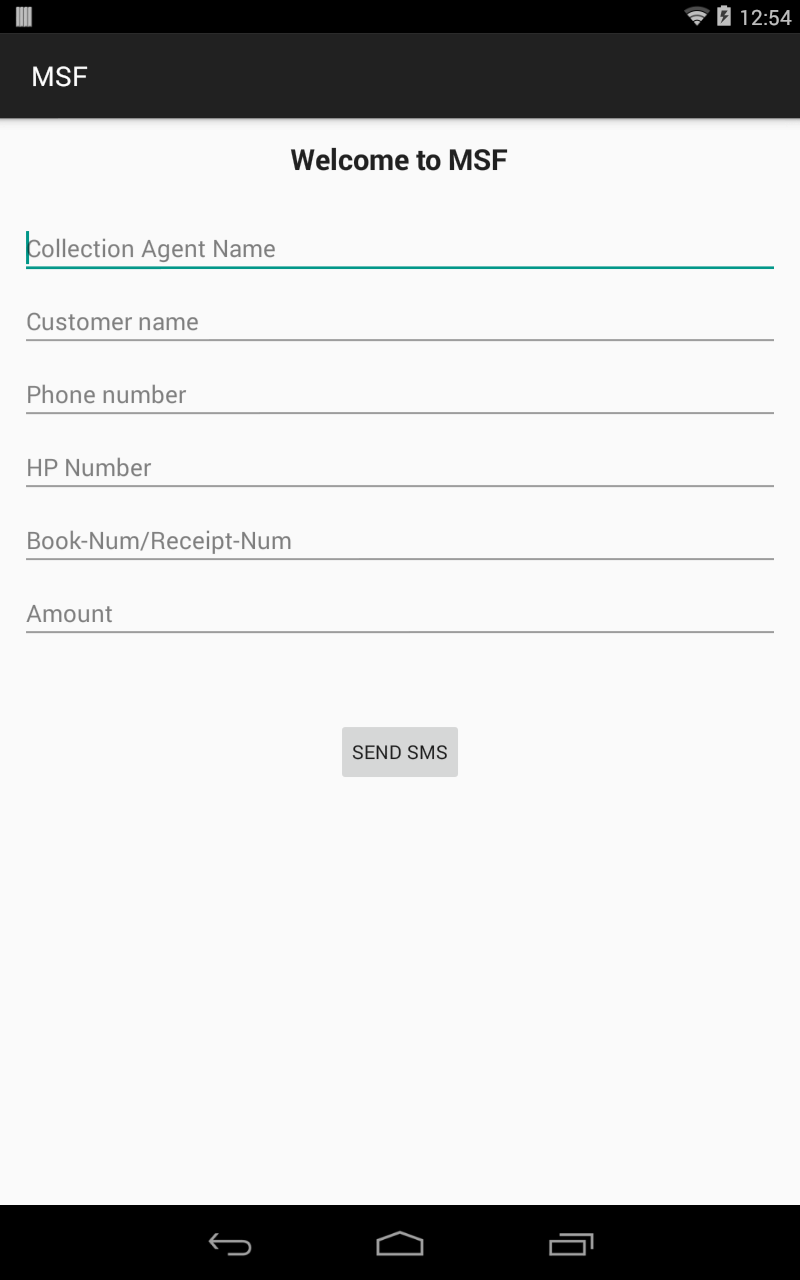 12:54
MSF
Welcome to MSF
Collection Agent Name
Customer name
Phone number
HP Number
Book-Num/Receipt-Num
Amount
SEND SMS